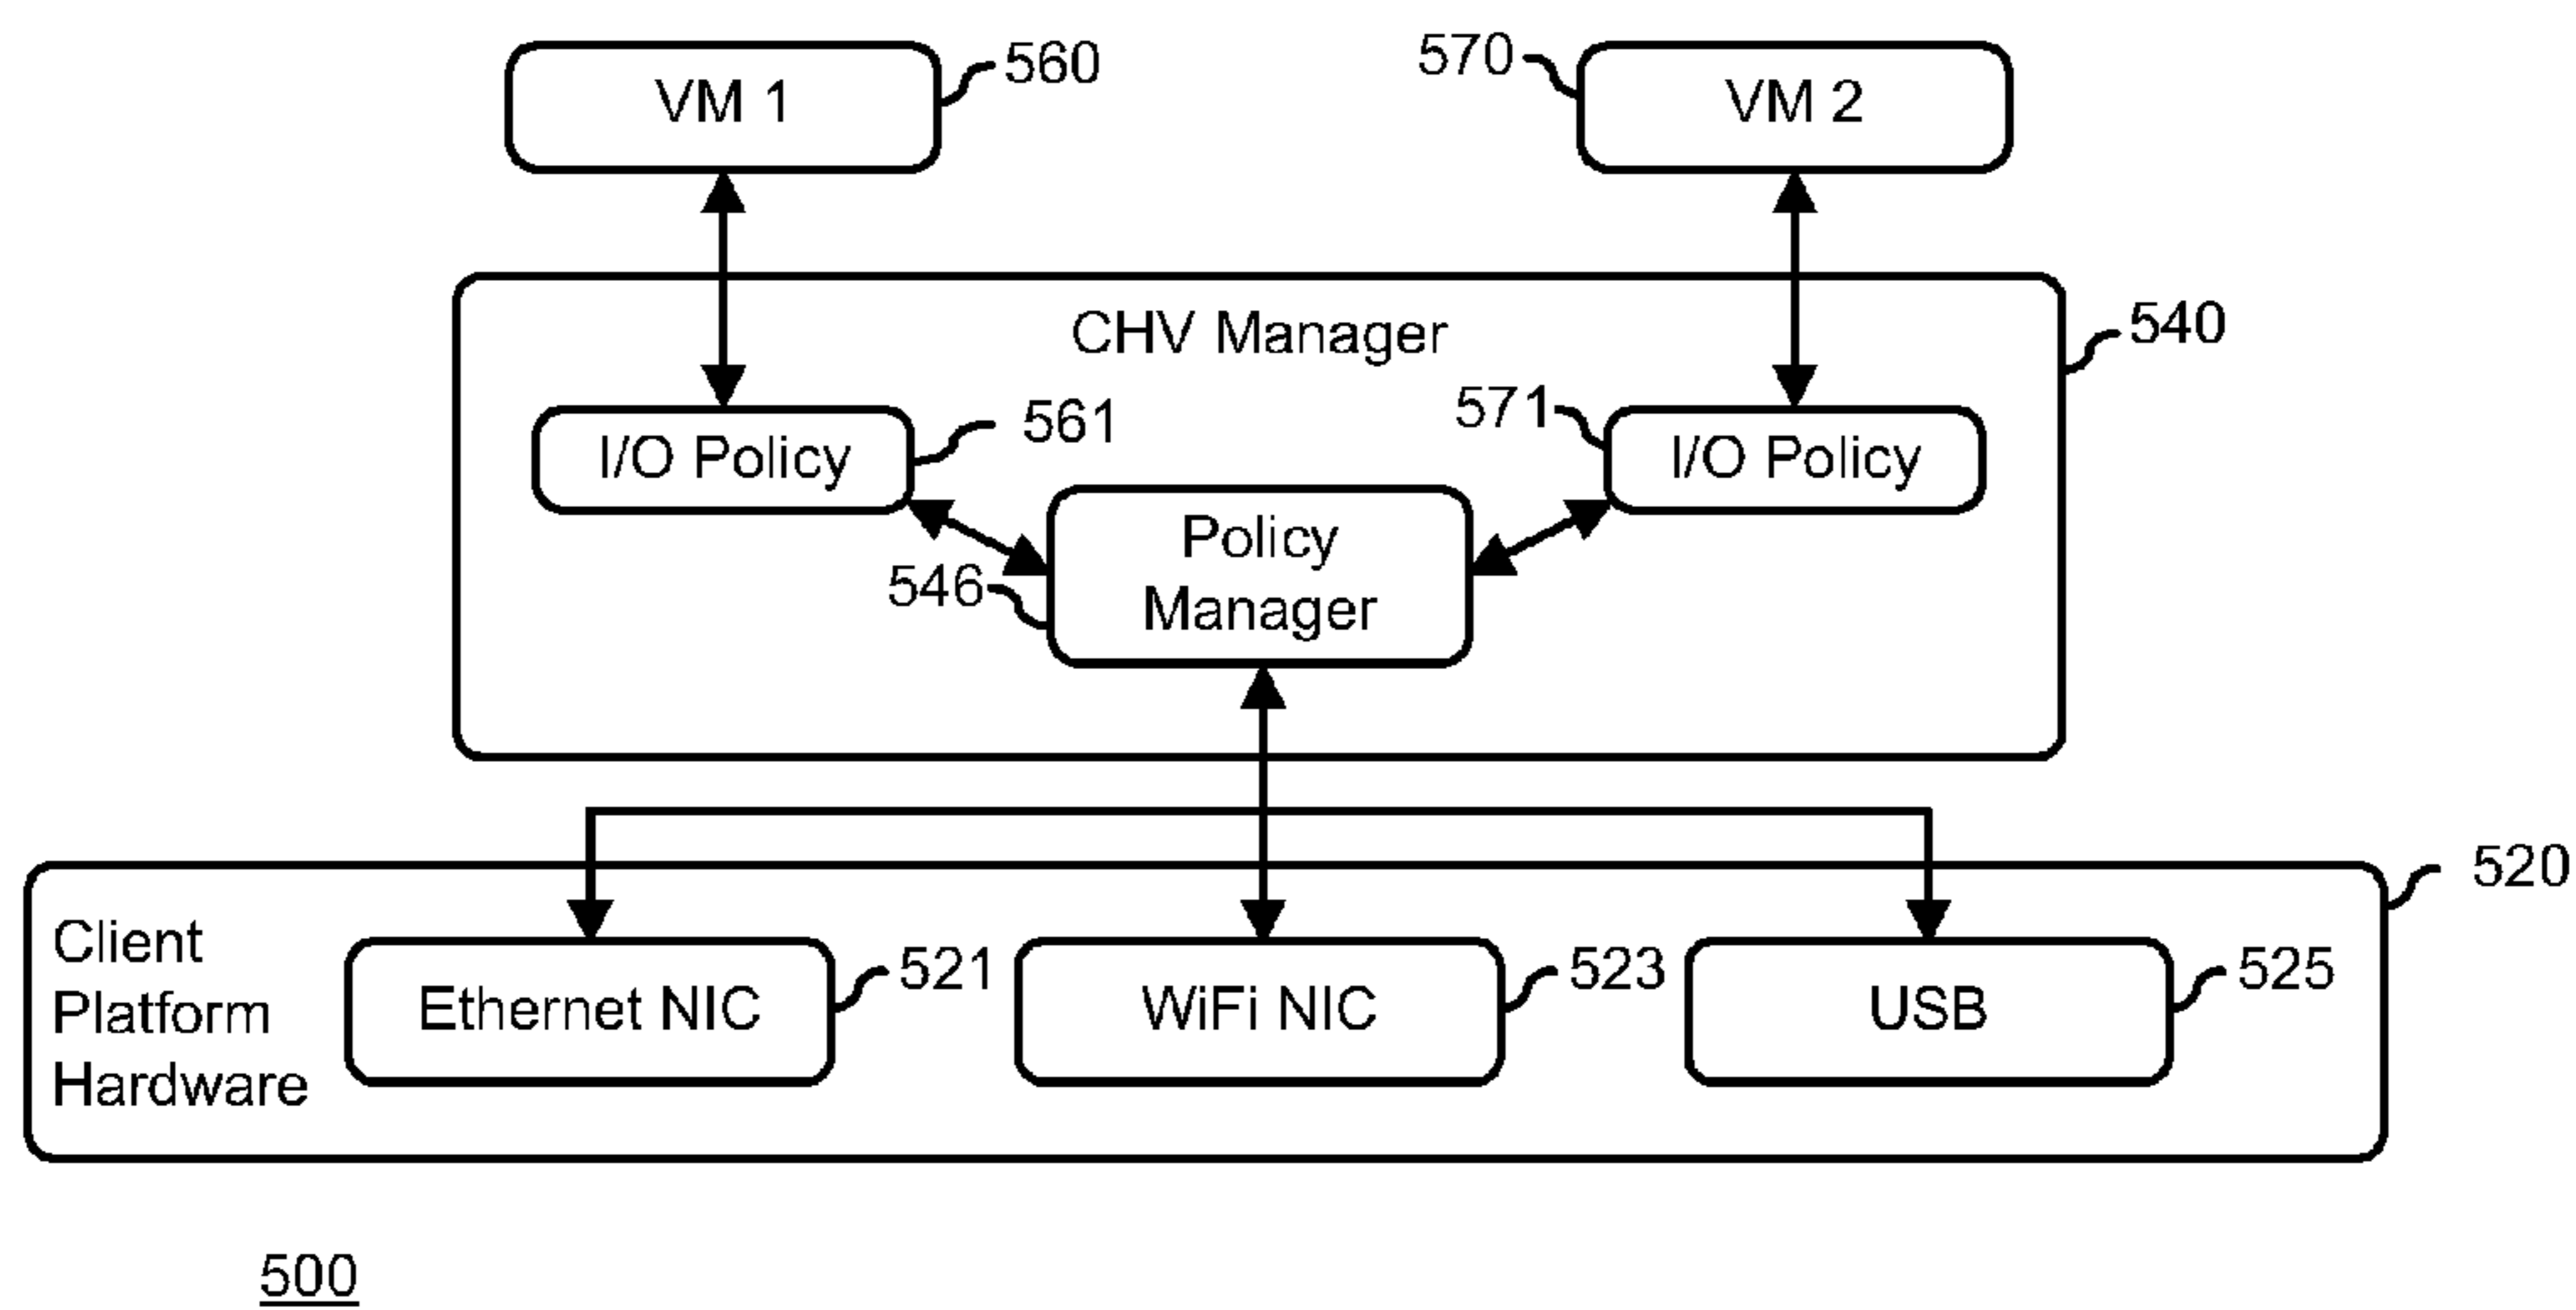 VM 1
560
570
VM 2
CHV Manager
540
I/O Policy
561
571
I/O Policy
Policy
Manager
546
520
Client
Platform
Hardware
Ethernet NIC
521
WiFi NIC
523
USB
525
500